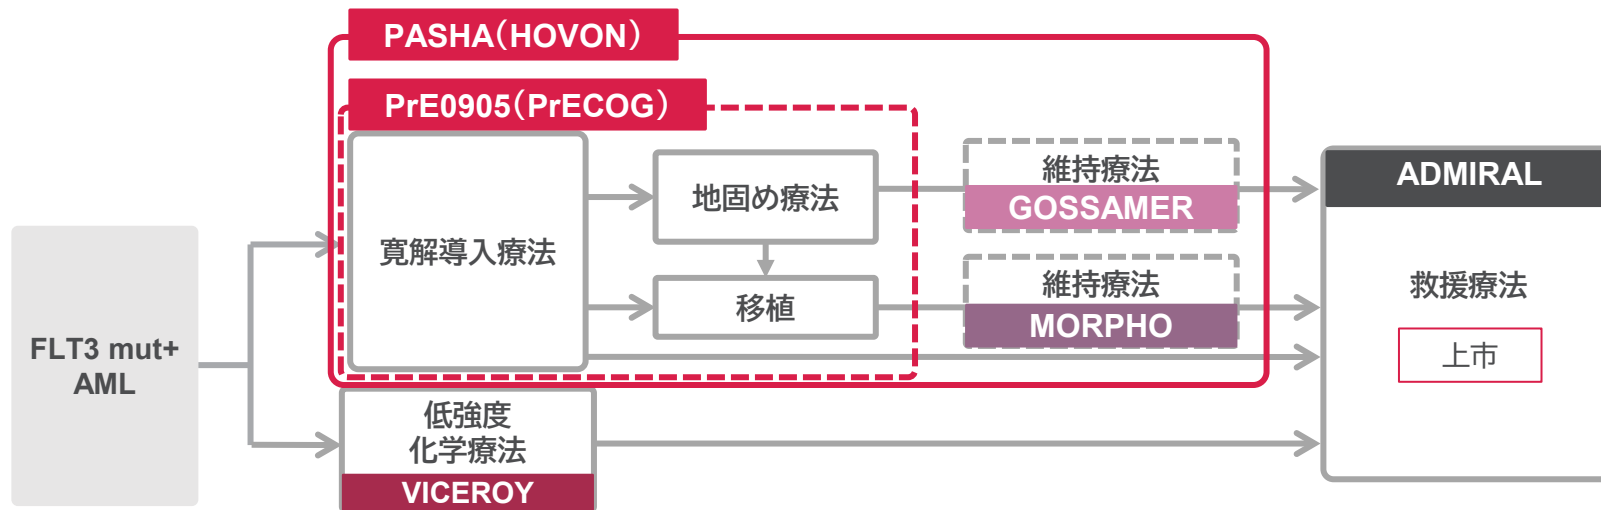 PASHA(HOVON)
PrE0905(PrECOG)
FLT3 mut+
AML
寛解導入療法
地固め療法
移植
維持療法
GOSSAMER
維持療法
MORPHO
低強度
化学療法
VICEROY
ADMIRAL
救援療法
上市